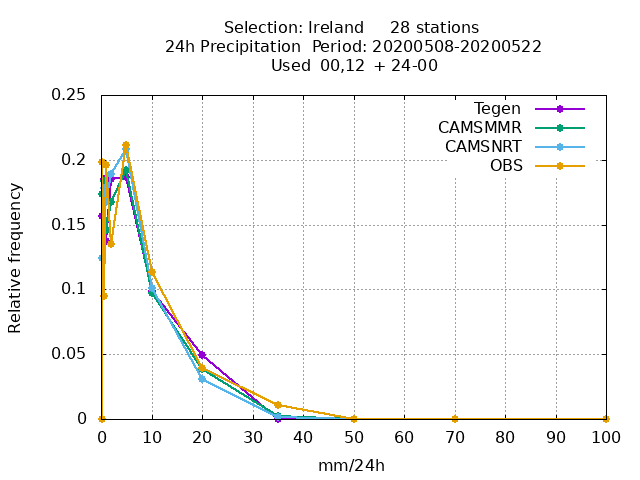 Selection: Ireland 28 stations
24h Precipitation Period: 20200508-20200522
Used 00,12 + 24-00
Tegen
CAMSMMR
CAMSNRT
OBS
Relative frequency
0.25
0.2
0.15
0.1
0.05
0
0 10 20 30 40 50 60 70 80 90 100
mm/24h